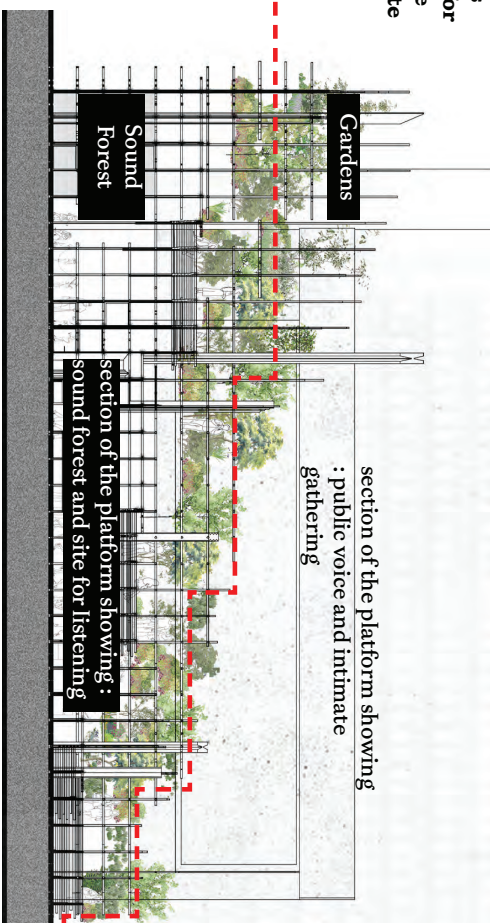 Gardens
Sound
Forest
section of the platform showing
: public voice and intimate
gathering
section of the platform showing :
sound forest and site for listening